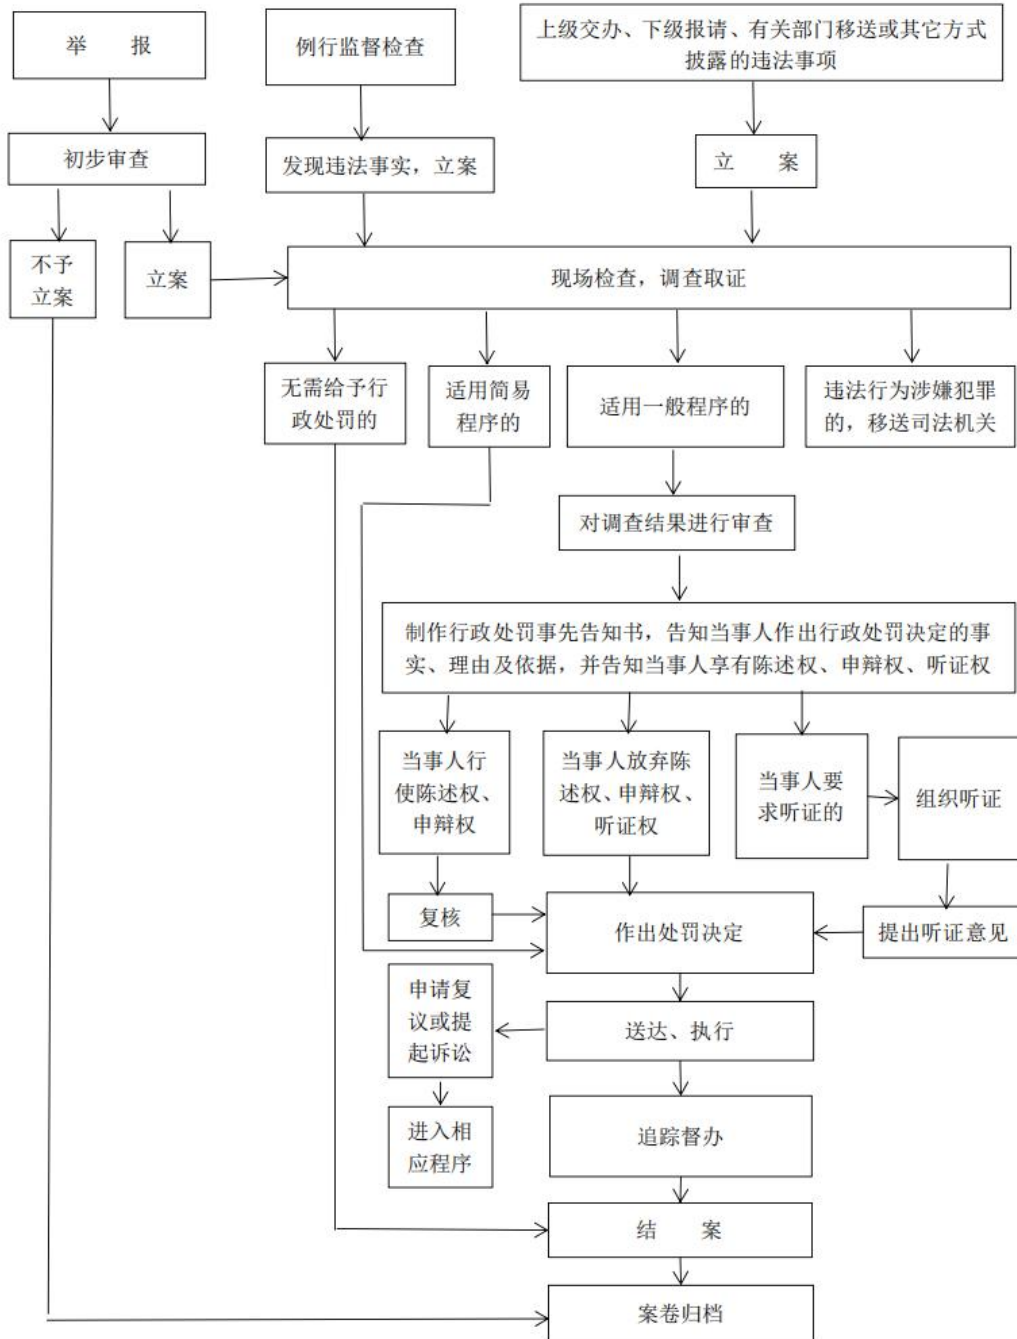 举 报
例行监督检查
上级交办、下级报请、有关部门移送或其它方式
披露的违法事项
初步审查
发现违法事实，立案
立 案
不予
立案
立案
现场检查，调查取证
无需给予行
政处罚的
适用简易
程序的
适用一般程序的
违法行为涉嫌犯罪
的，移送司法机关
对调查结果进行审查
制作行政处罚事先告知书，告知当事人作出行政处罚决定的事
实、理由及依据，并告知当事人享有陈述权、申辩权、听证权
当事人行
使陈述权、
申辩权
当事人放弃陈
述权、申辩权、
听证权
当事人要
求听证的
组织听证
复核
作出处罚决定
提出听证意见
申请复
议或提
起诉讼
送达、执行
进入相
应程序
追踪督办
结 案
案卷归档